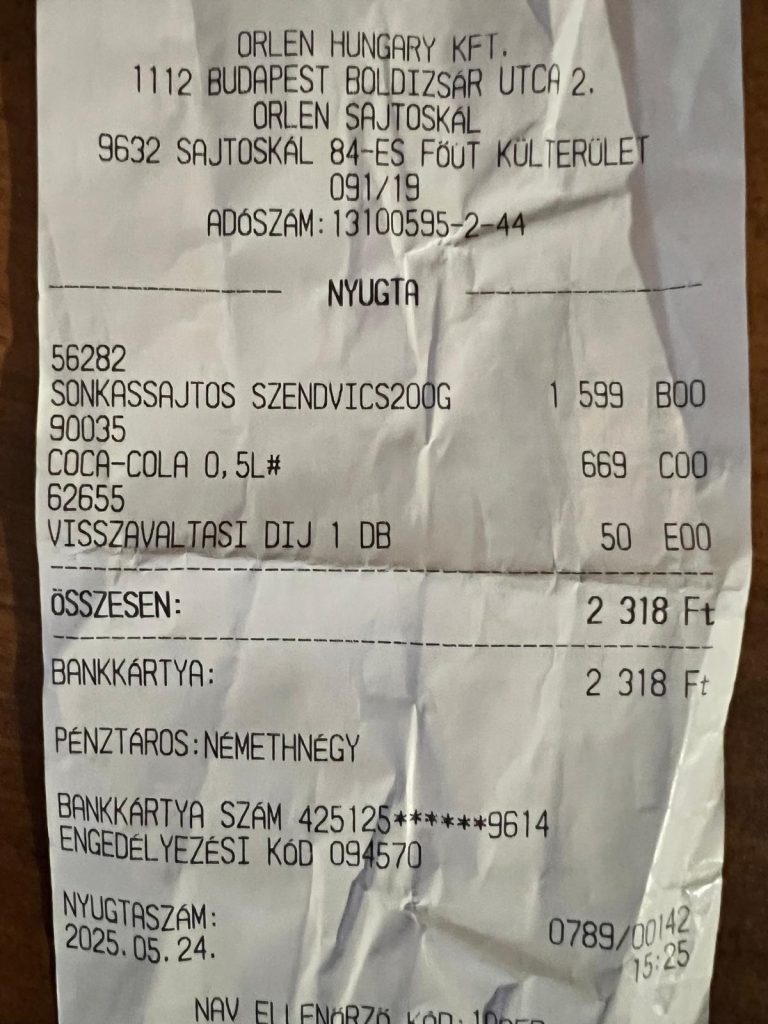 ORLEN HUNGARY KFT.
1112 BUDAPEST BOLDIZSÁR UTCA 2.
ORLEN SAJTOSKÁL
9632 SAJTOSKÁL 84-ES FŐUT KÜLTERÜLET
091/19
ADÓSZÁM:13100595-2-44
NYUGTA
56282
SONKASSAJTOS SZENDVICS200G 1 599 B00
90035
COCA-COLA 0,5L# 669 C00
62655
VISSZAVALTASI DIJ 1 DB 50 E00
ÖSSZESEN: 2 318 Ft
BANKKÁRTYA: 2 318 Ft
PÉNZTÁROS:NÉMETHNÉGY
BANKKÁRTYA SZÁM 425125******9614
ENGEDÉLYEZÉSI KÓD 094570
NYUGTASZÁM: 0789/00142
2025.05.24. 15:25
NAV ELLENŐRZŐ KÓD: